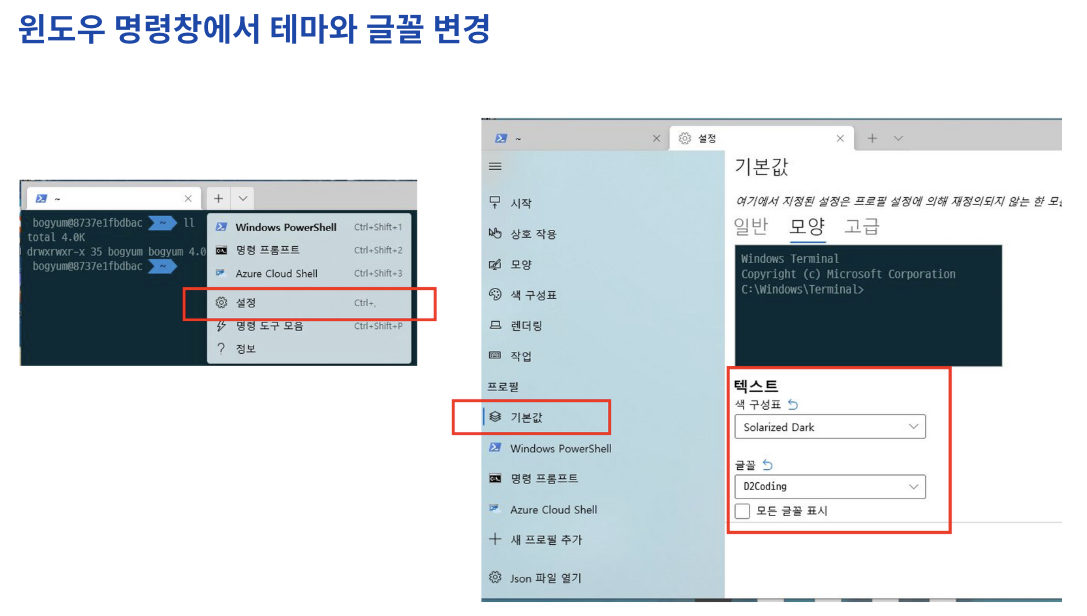 윈도우 명령창에서 테마와 글꼴 변경
~
bogyum@8737e1fbdbac ~ ll
total 4.0K
drwxrwxr-x 35 bogyum bogyum 4.0
bogyum@8737e1fbdbac ~
Windows PowerShell Ctrl+Shift+1
명령 프롬프트 Ctrl+Shift+2
Azure Cloud Shell Ctrl+Shift+3
설정 Ctrl+,
명령 도구 모음 Ctrl+Shift+P
정보
~
설정
시작
상호 작용
모양
색 구성표
렌더링
작업
프로필
기본값
Windows PowerShell
명령 프롬프트
Azure Cloud Shell
새 프로필 추가
Json 파일 열기
기본값
여기에서 지정된 설정은 프로필 설정에 의해 재정의되지 않는 한 모
일반 모양 고급
Windows Terminal
Copyright (c) Microsoft Corporation
C:\Windows\Terminal>
텍스트
색 구성표
Solarized Dark
글꼴
D2Coding
모든 글꼴 표시